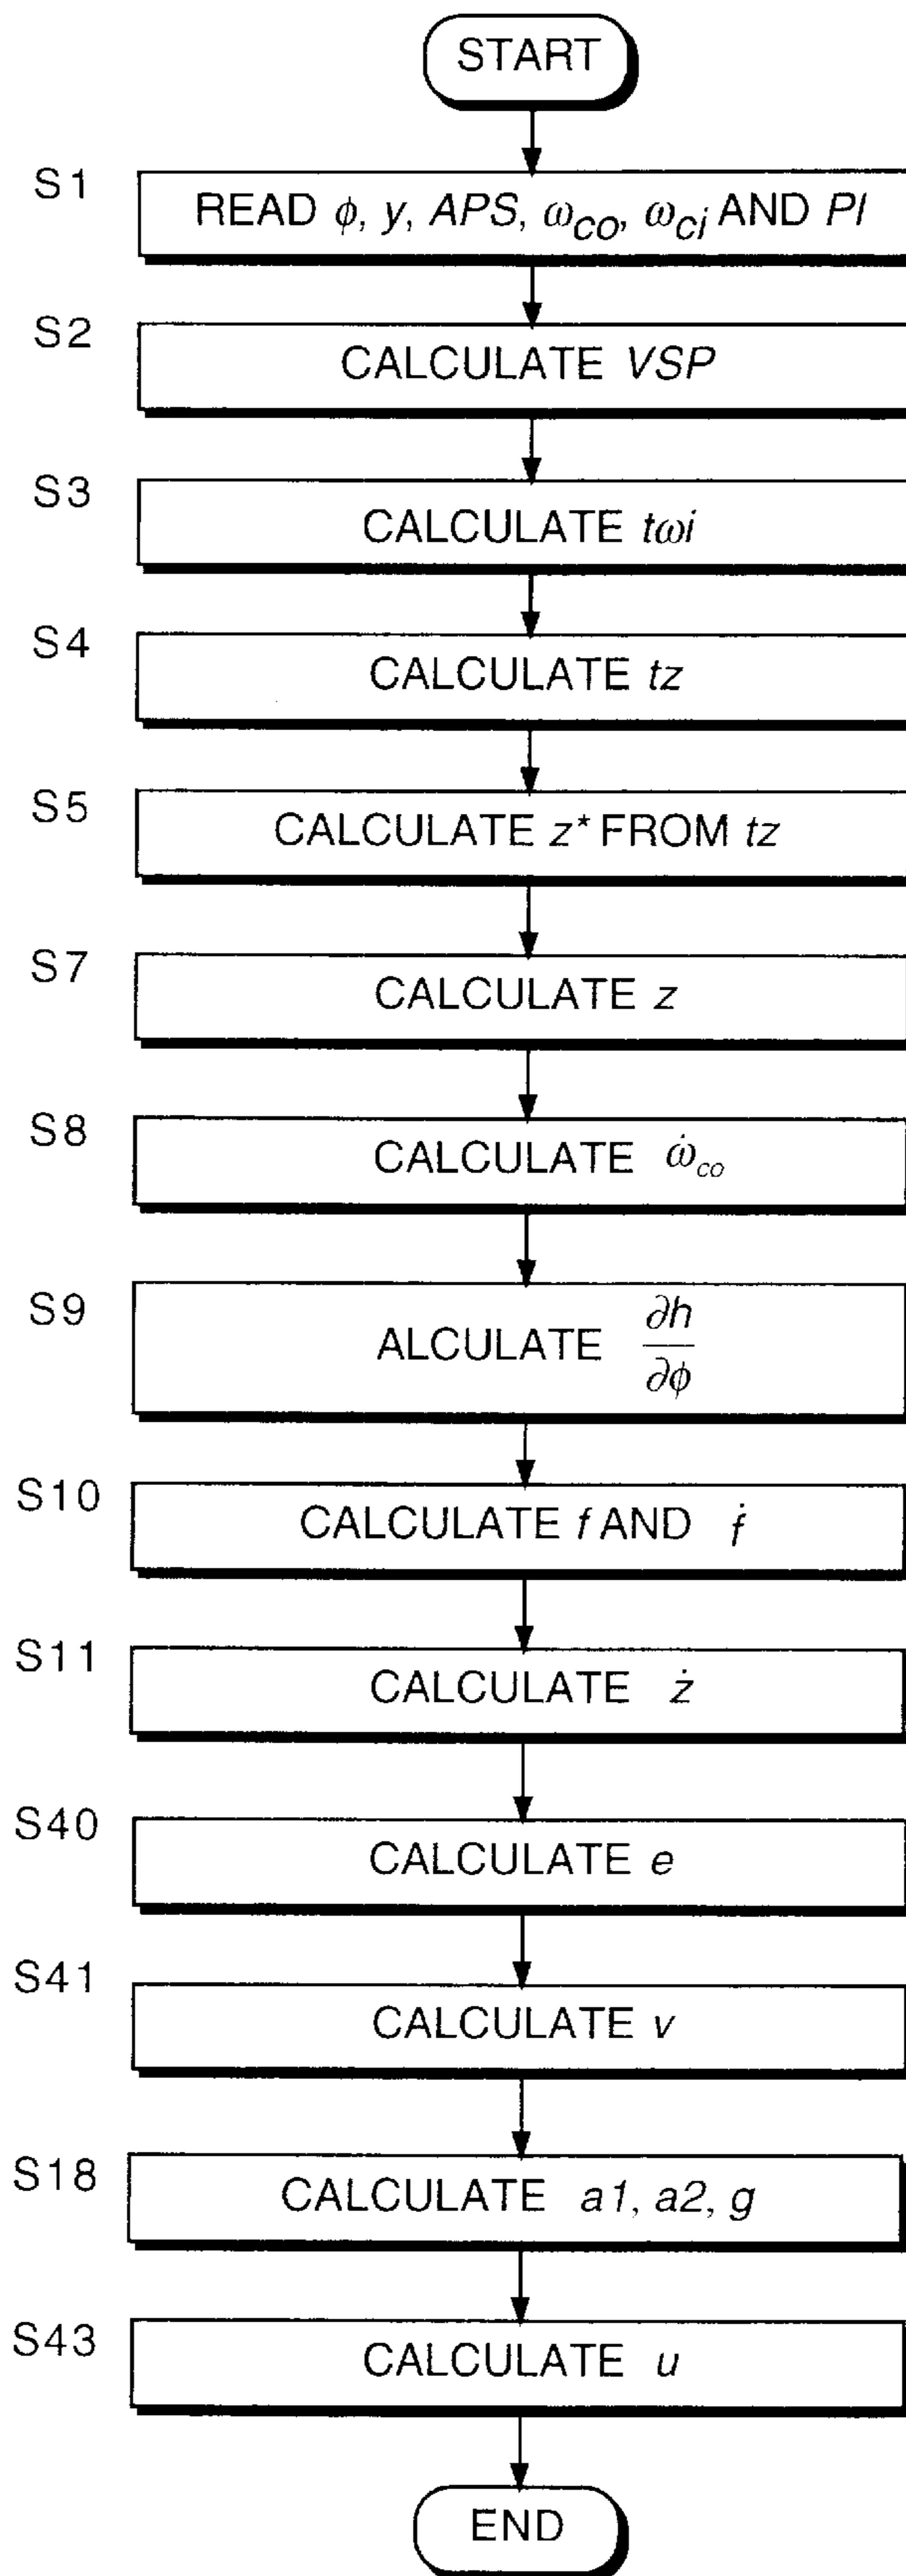 START
S1
READ ϕ, y, APS, ω_co, ω_ci AND PI
S2
CALCULATE VSP
S3
CALCULATE tωi
S4
CALCULATE tz
S5
CALCULATE z* FROM tz
S7
CALCULATE z
S8
CALCULATE ω̇_co
S9
ALCULATE ∂h/∂ϕ
S10
CALCULATE f AND ḟ
S11
CALCULATE ż
S40
CALCULATE e
S41
CALCULATE v
S18
CALCULATE a1, a2, g
S43
CALCULATE u
END